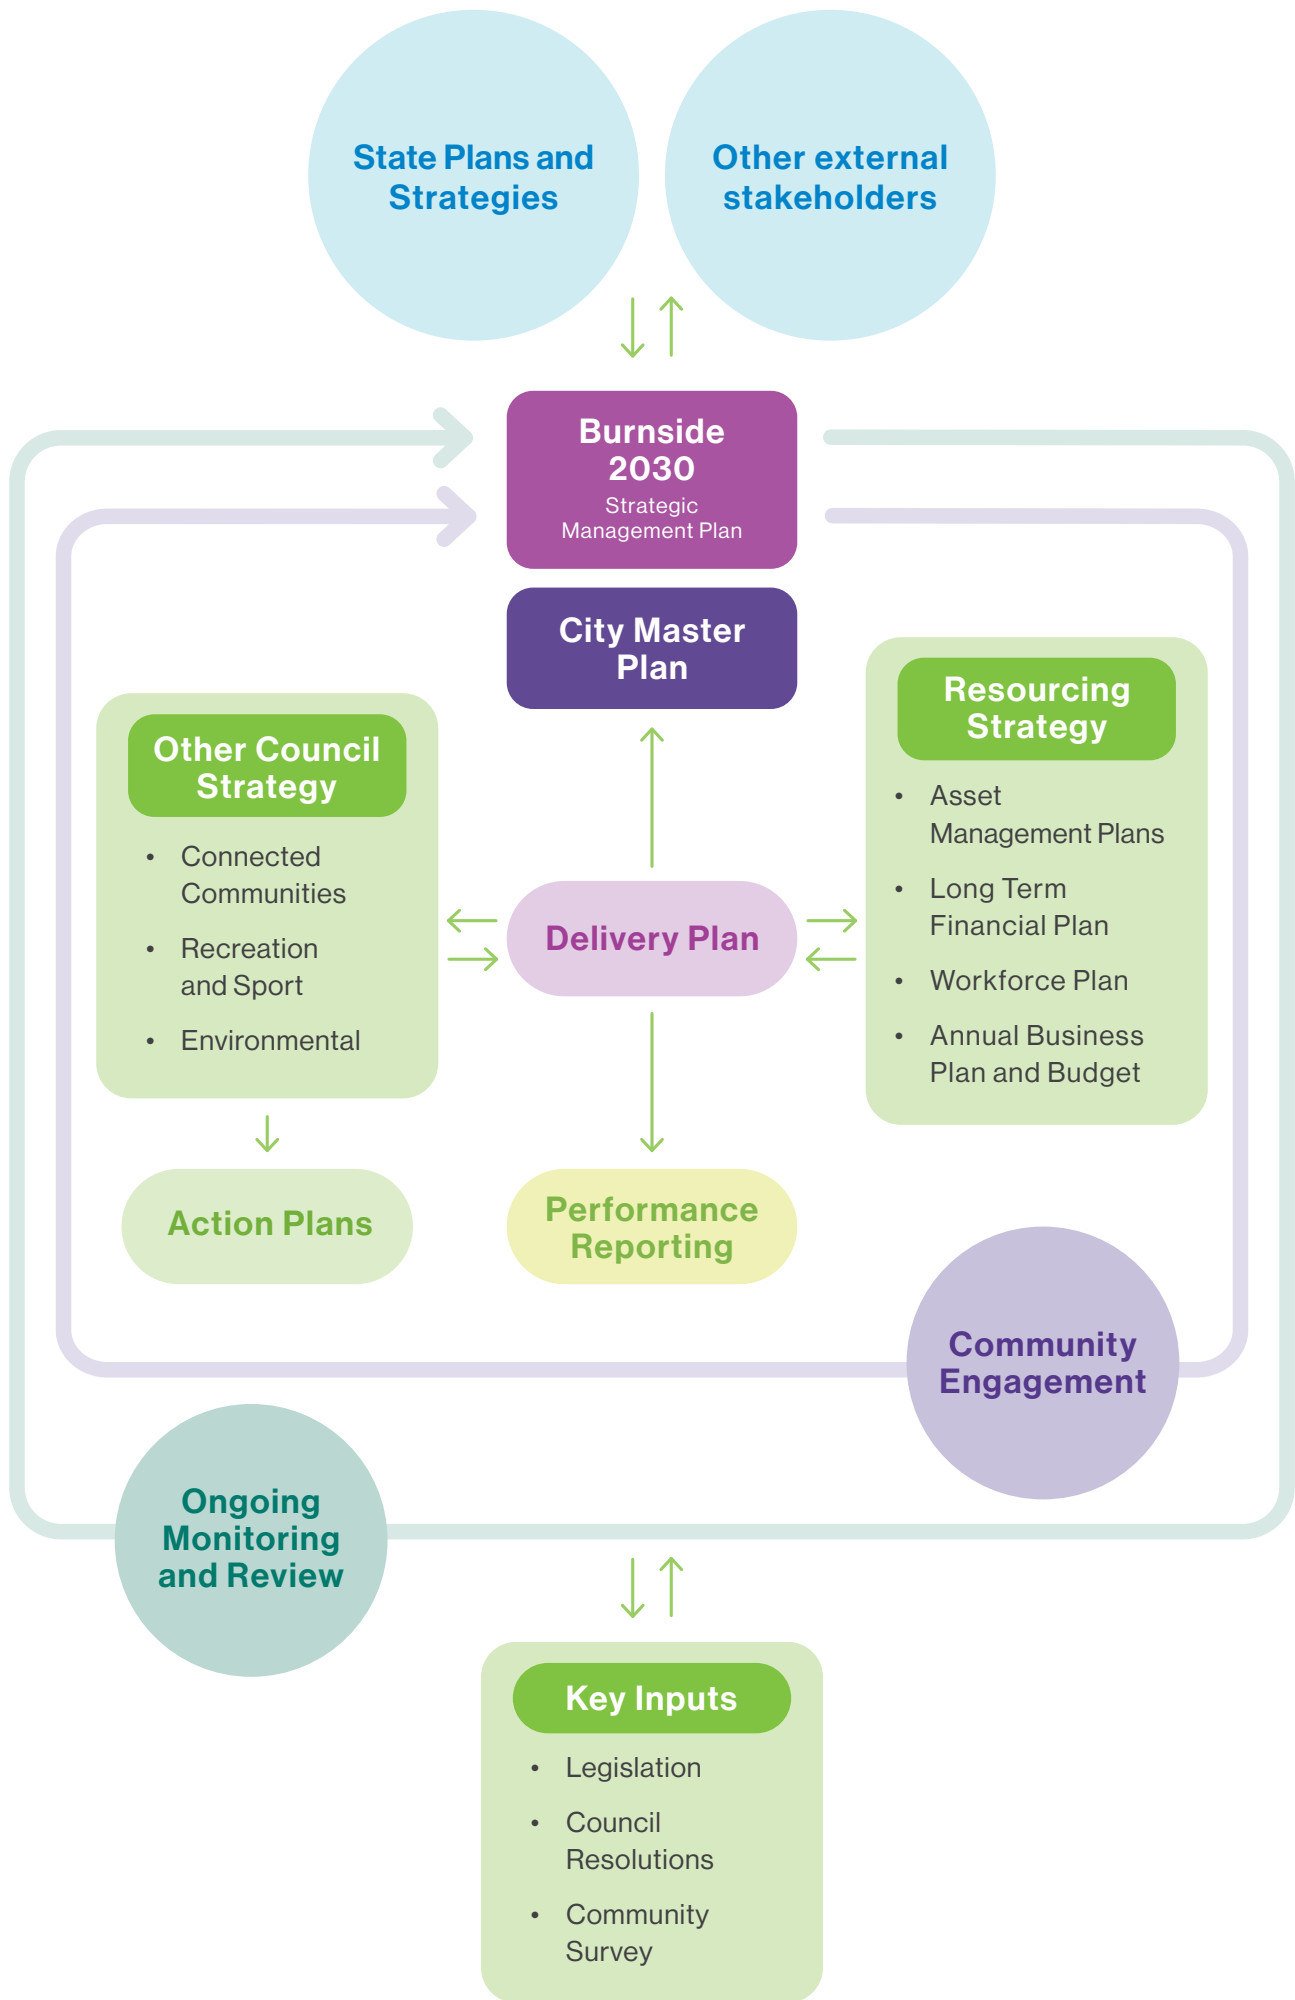 State Plans and
Strategies
Other external
stakeholders
Burnside
2030
Strategic
Management Plan
City Master
Plan
Other Council
Strategy
• Connected
Communities
• Recreation
and Sport
• Environmental
Delivery Plan
Resourcing
Strategy
• Asset
Management Plans
• Long Term
Financial Plan
• Workforce Plan
• Annual Business
Plan and Budget
Action Plans
Performance
Reporting
Community
Engagement
Ongoing
Monitoring
and Review
Key Inputs
• Legislation
• Council
Resolutions
• Community
Survey